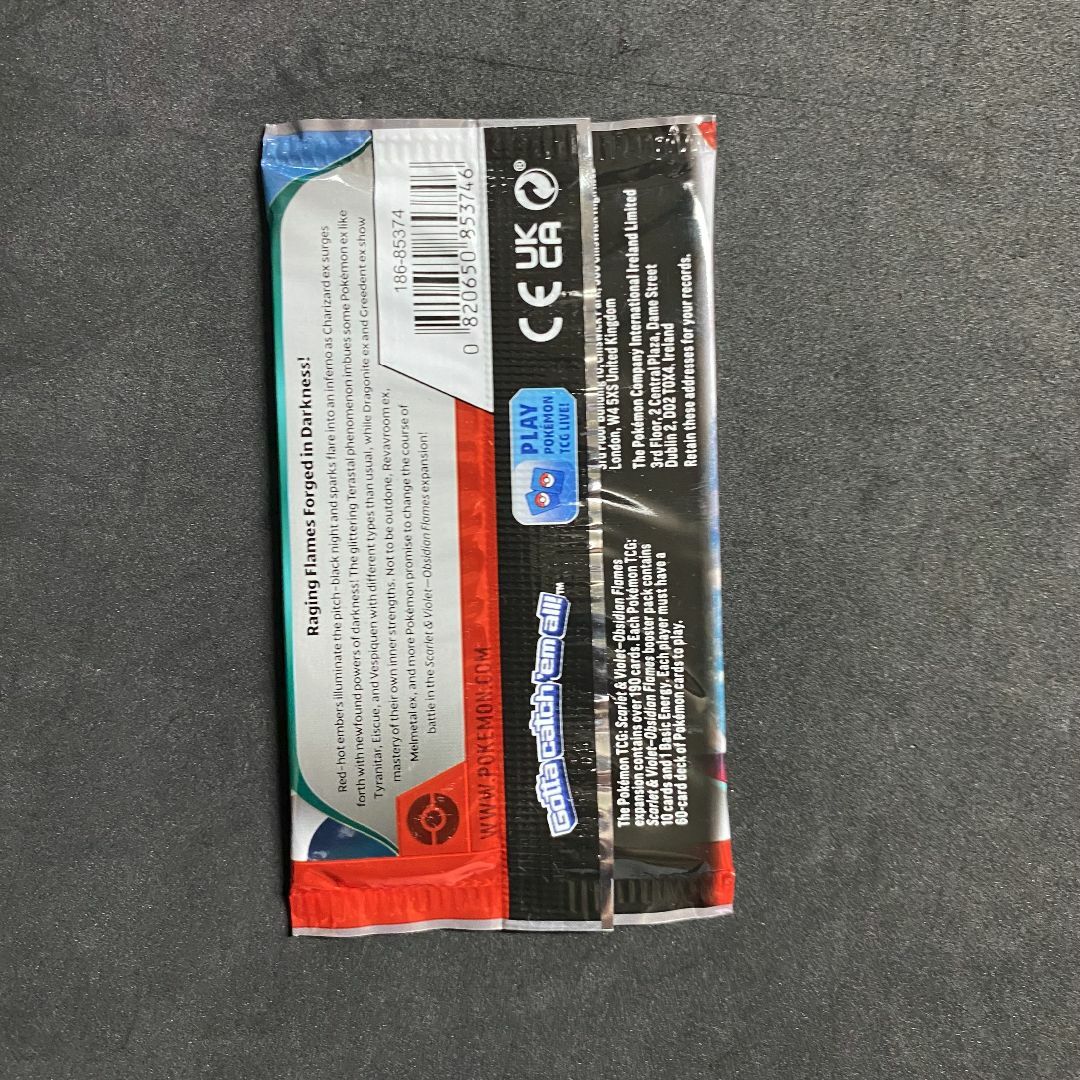 Raging Flames Forged in Darkness!
Red-hot embers illuminate the pitch-black night and sparks flare into an inferno as Charizard ex surges
forth with newfound powers of darkness! The glittering Terastal phenomenon imbues some Pokémon ex like
Tyranitar, Eiscue, and Vespiquen with different types than usual, while Dragonite ex and Greedent ex show
mastery of their own inner strengths. Not to be outdone, Revavroom ex,
Melmetal ex, and more Pokémon promise to change the course of
battle in the Scarlet & Violet—Obsidian Flames expansion!
186-85374
0 820650 853746
WWW.POKEMON.COM
Gotta catch 'em all!™
PLAY
POKÉMON
TCG LIVE!
CE UK
CA ®
The Pokémon TCG: Scarlet & Violet—Obsidian Flames
expansion contains over 190 cards. Each Pokémon TCG:
Scarlet & Violet—Obsidian Flames booster pack contains
10 cards and 1 Basic Energy. Each player must have a
60-card deck of Pokémon cards to play.
3rd Floor Building 10,
London, W4 5XS United Kingdom
The Pokémon Company International Ireland Limited
3rd Floor, 2 Central Plaza, Dame Street
Dublin 2, D02 T0X4, Ireland
Retain these addresses for your records.